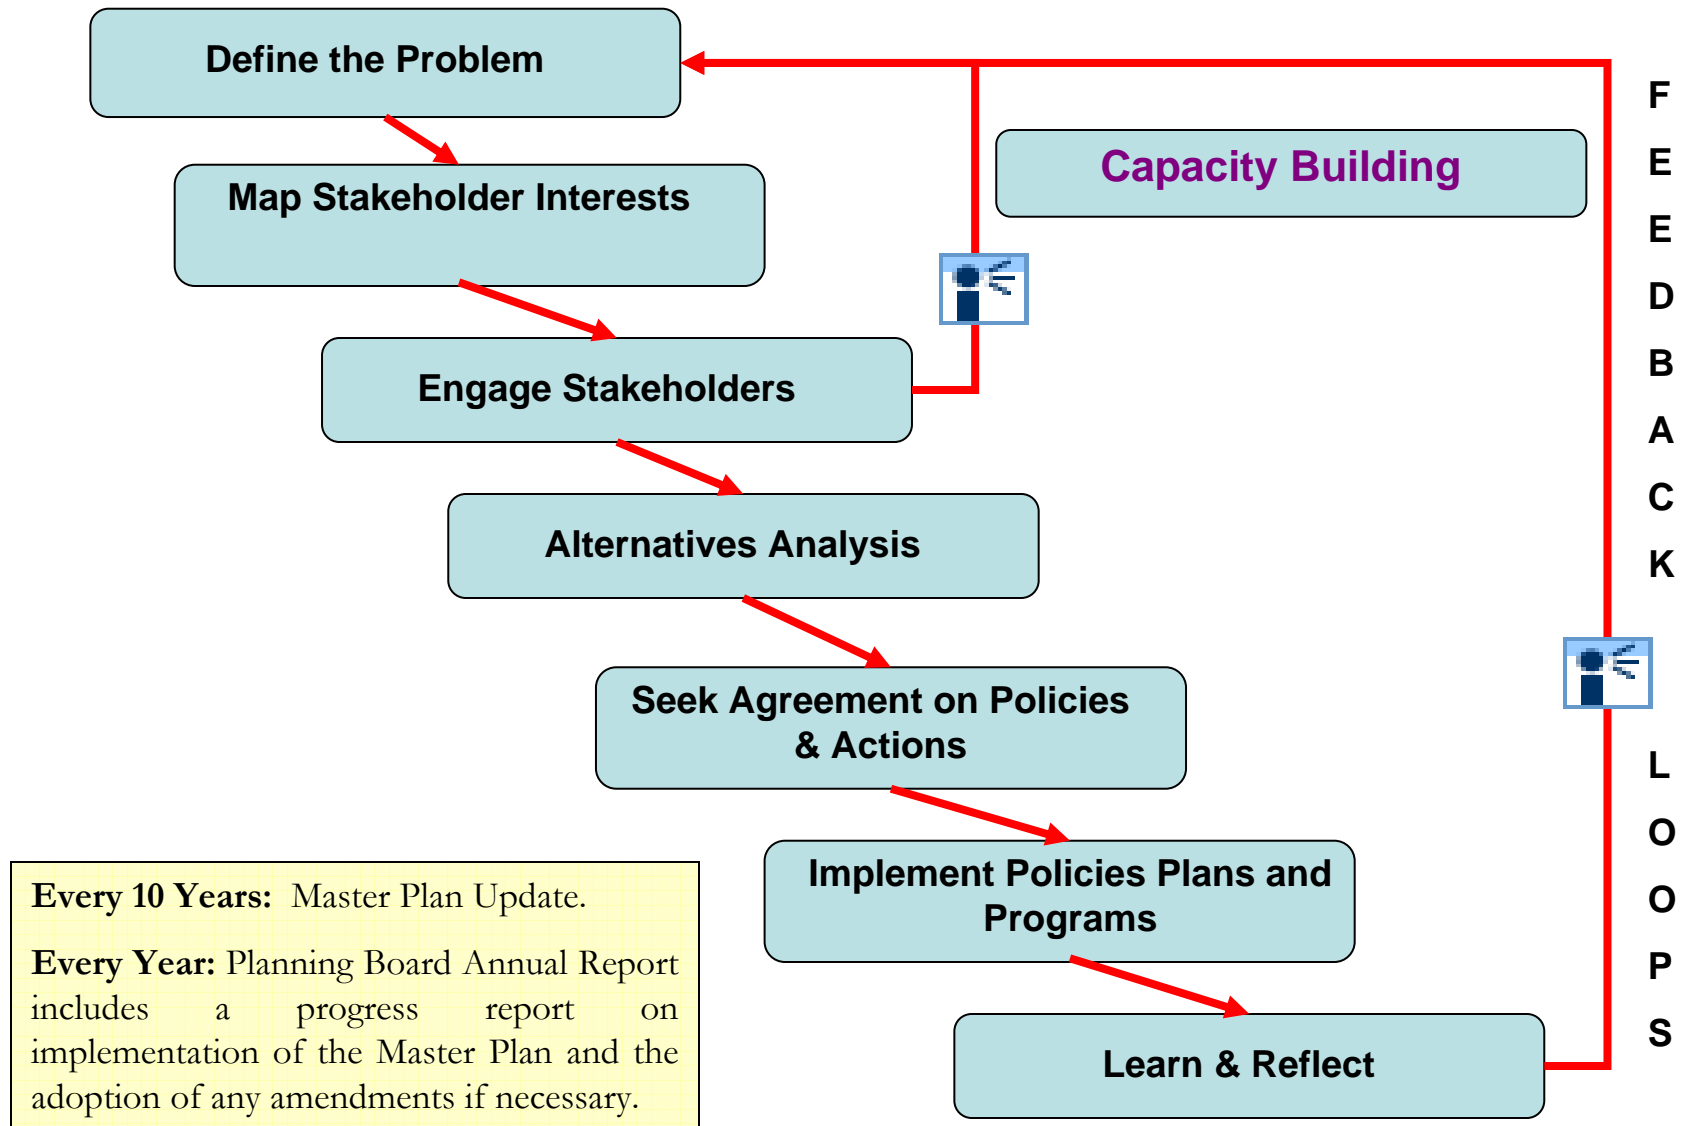 Define the Problem
Map Stakeholder Interests
Capacity Building
Engage Stakeholders
Alternatives Analysis
Seek Agreement on Policies
& Actions
Implement Policies Plans and
Programs
Learn & Reflect
FEEDBACK
LOOPS
Every 10 Years: Master Plan Update.
Every Year: Planning Board Annual Report
includes a progress report on
implementation of the Master Plan and the
adoption of any amendments if necessary.